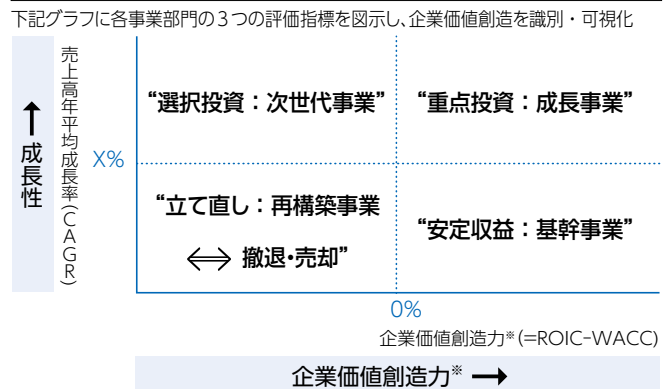 下記グラフに各事業部門の3つの評価指標を図示し、企業価値創造を識別・可視化
↑成長性
売上高年平均成長率(CAGR)
X%
“選択投資：次世代事業”
“重点投資：成長事業”
“立て直し：再構築事業
⟺ 撤退・売却”
“安定収益：基幹事業”
0%
企業価値創造力※(=ROIC-WACC)
企業価値創造力※ →